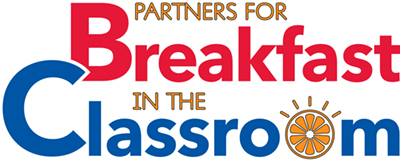 PARTNERS FOR
Breakfast
IN THE
Classroom